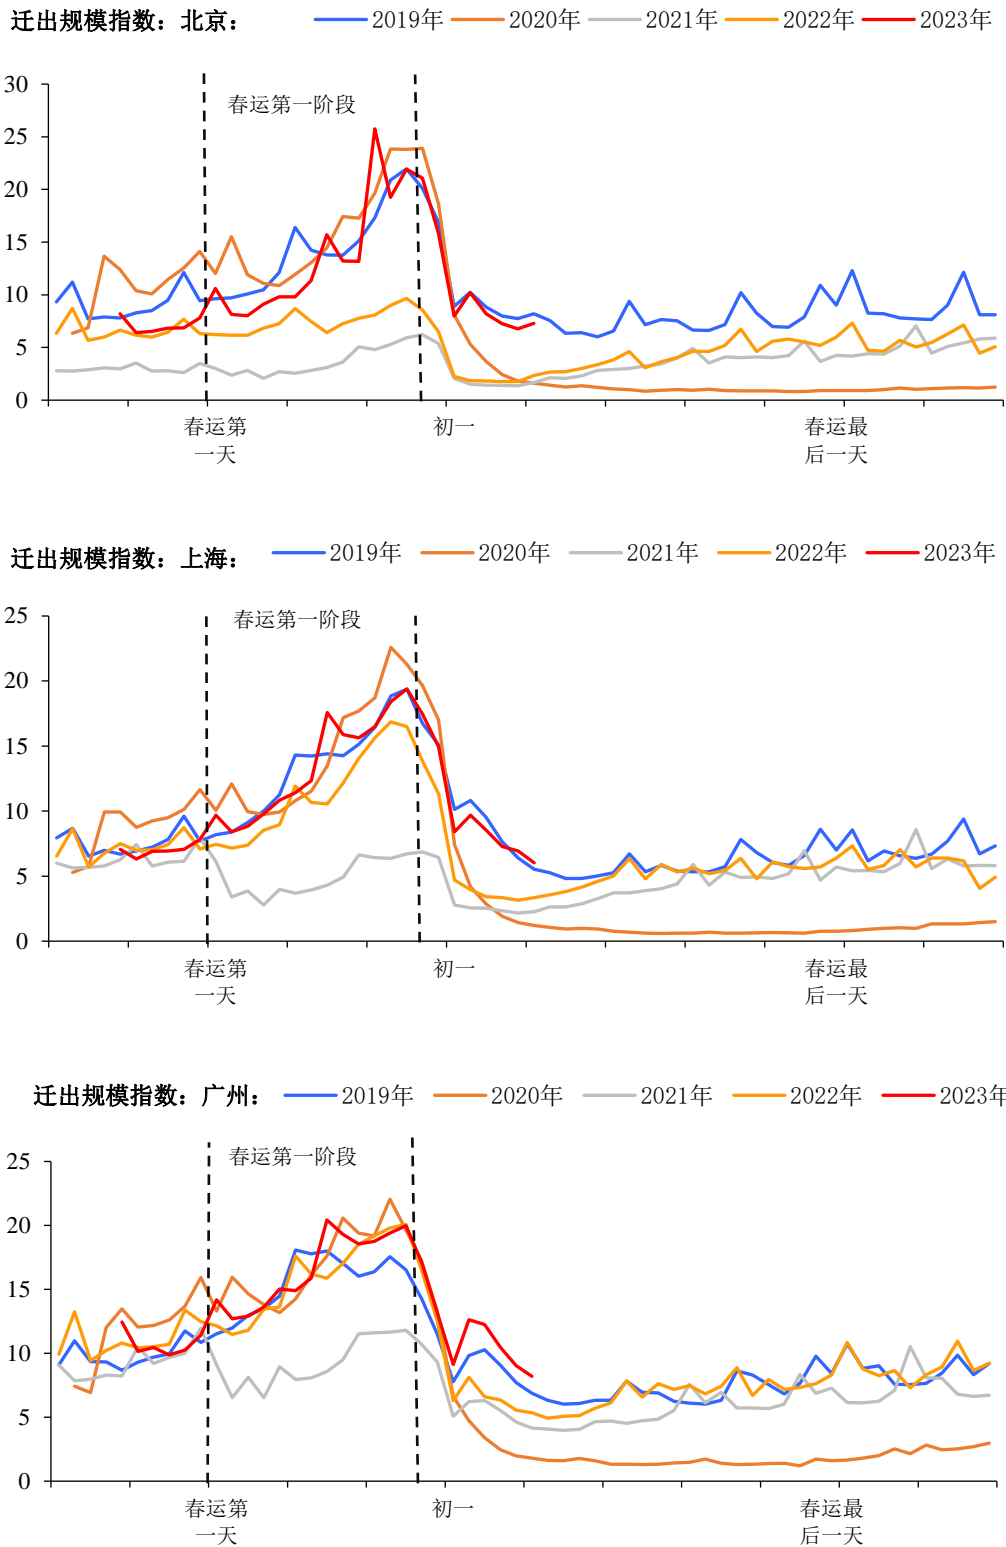 迁出规模指数：北京： 2019年 2020年 2021年 2022年 2023年
30
春运第一阶段
25
20
15
10
5
0
春运第 初一 春运最
一天 后一天
迁出规模指数：上海： 2019年 2020年 2021年 2022年 2023年
25
春运第一阶段
20
15
10
5
0
春运第 初一 春运最
一天 后一天
迁出规模指数：广州： 2019年 2020年 2021年 2022年 2023年
25
春运第一阶段
20
15
10
5
0
春运第 初一 春运最
一天 后一天